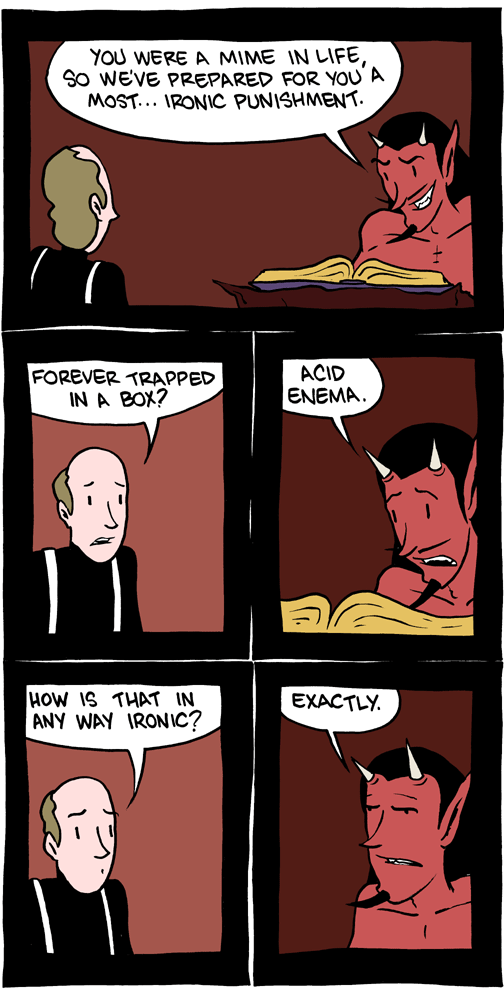 YOU WERE A MIME IN LIFE,
SO WE'VE PREPARED FOR YOU A
MOST... IRONIC PUNISHMENT.
FOREVER TRAPPED
IN A BOX?
ACID
ENEMA.
HOW IS THAT IN
ANY WAY IRONIC?
EXACTLY.